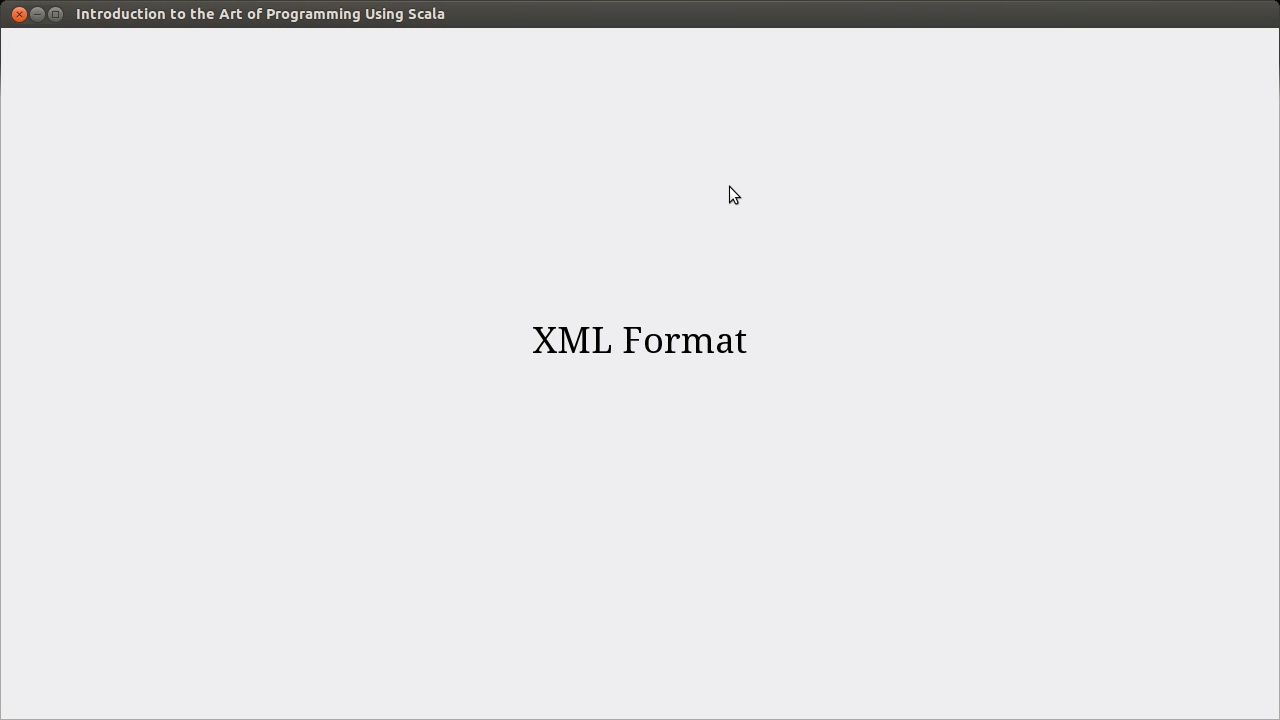 Introduction to the Art of Programming Using Scala
XML Format